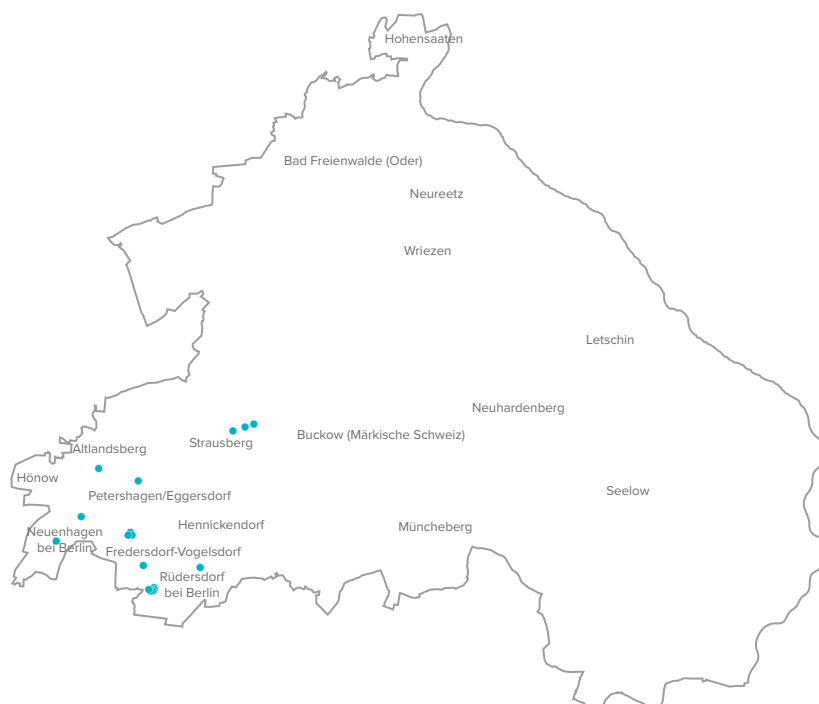 Hohensaaten
Bad Freienwalde (Oder)
Neureetz
Wriezen
Letschin
Neuhardenberg
Buckow (Märkische Schweiz)
Strausberg
Altlandsberg
Hönow
Seelow
Petershagen/Eggersdorf
Hennickendorf
Müncheberg
Neuenhagen
bei Berlin
Fredersdorf-Vogelsdorf
Rüdersdorf
bei Berlin